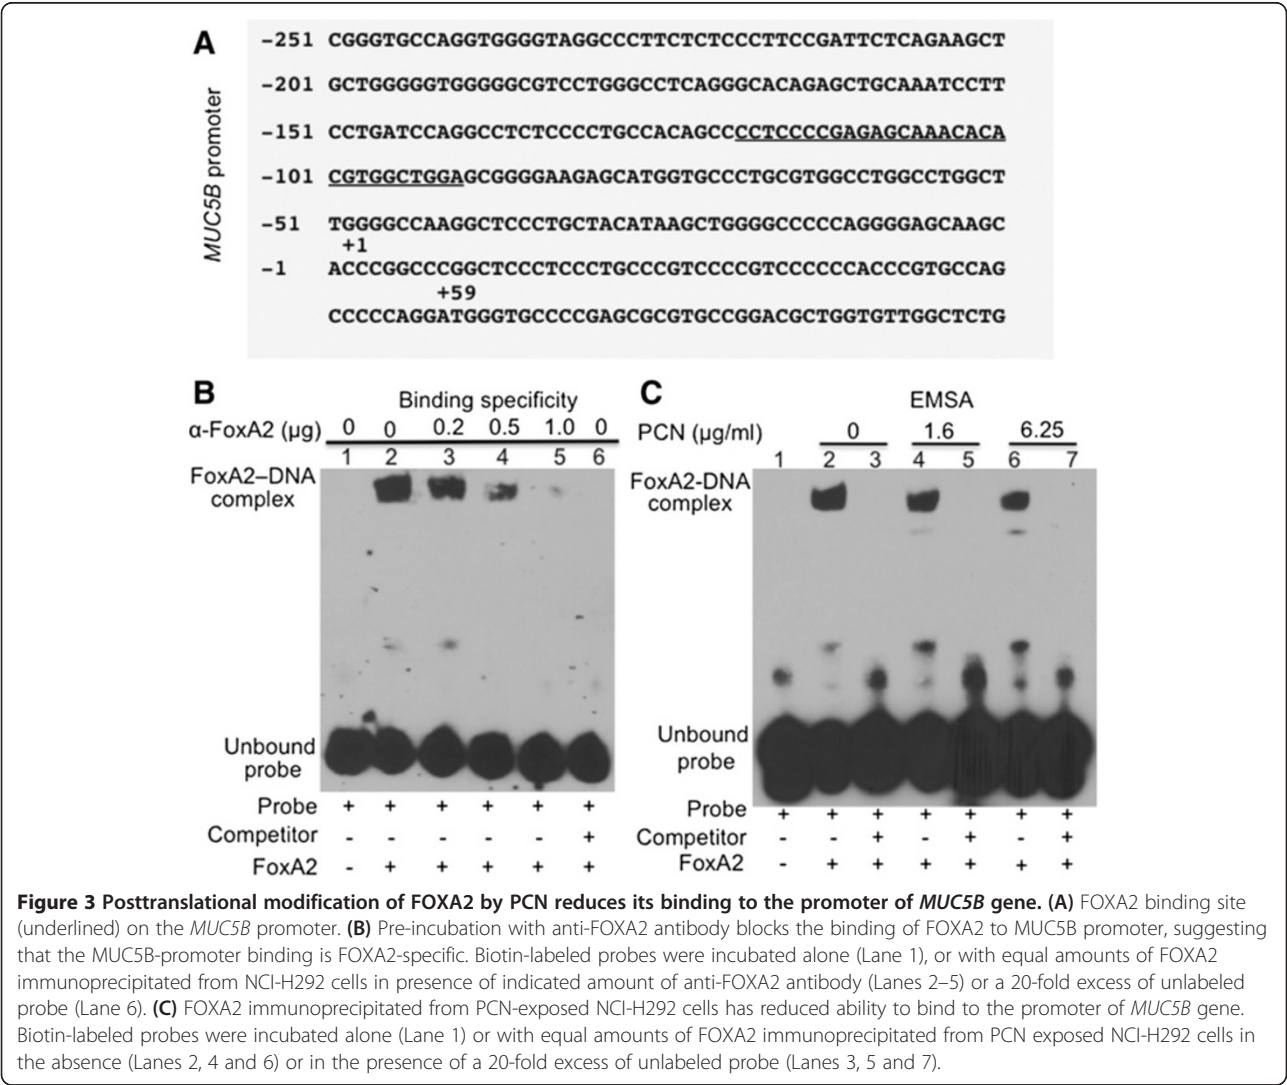 A
MUC5B promoter
-251 CGGGTGCCAGGTGGGGTAGGCCCTTCTCTCCCTTCCGATTCTCAGAAGCT
-201 GCTGGGGGTGGGGGCGTCCTGGGCCTCAGGGCACAGAGCTGCAAATCCTT
-151 CCTGATCCAGGCCTCTCCCCTGCCACAGCCCCTCCCCGAGAGCAAACACA
-101 CGTGGCTGGAGCGGGGAAGAGCATGGTGCCCTGCGTGGCCTGGCCTGGCT
-51 TGGGGCCAAGGCTCCCTGCTACATAAGCTGGGGCCCCCAGGGGAGCAAGC
+1
-1 ACCCGGCCCGGCTCCCTCCCTGCCCGTCCCCGTCCCCCCACCCGTGCCAG
+59
CCCCCAGGATGGGTGCCCCGAGCGCGTGCCGGACGCTGGTGTTGGCTCTG
B
Binding specificity
α-FoxA2 (µg) 0 0 0.2 0.5 1.0 0
1 2 3 4 5 6
FoxA2–DNA
complex
Unbound
probe
Probe + + + + + +
Competitor - - - - - +
FoxA2 - + + + + +
C
EMSA
PCN (µg/ml) 0 1.6 6.25
1 2 3 4 5 6 7
FoxA2-DNA
complex
Unbound
probe
Probe + + + + + + +
Competitor - - + - + - +
FoxA2 - + + + + + +
Figure 3 Posttranslational modification of FOXA2 by PCN reduces its binding to the promoter of MUC5B gene. (A) FOXA2 binding site
(underlined) on the MUC5B promoter. (B) Pre-incubation with anti-FOXA2 antibody blocks the binding of FOXA2 to MUC5B promoter, suggesting
that the MUC5B-promoter binding is FOXA2-specific. Biotin-labeled probes were incubated alone (Lane 1), or with equal amounts of FOXA2
immunoprecipitated from NCI-H292 cells in presence of indicated amount of anti-FOXA2 antibody (Lanes 2–5) or a 20-fold excess of unlabeled
probe (Lane 6). (C) FOXA2 immunoprecipitated from PCN-exposed NCI-H292 cells has reduced ability to bind to the promoter of MUC5B gene.
Biotin-labeled probes were incubated alone (Lane 1) or with equal amounts of FOXA2 immunoprecipitated from PCN exposed NCI-H292 cells in
the absence (Lanes 2, 4 and 6) or in the presence of a 20-fold excess of unlabeled probe (Lanes 3, 5 and 7).